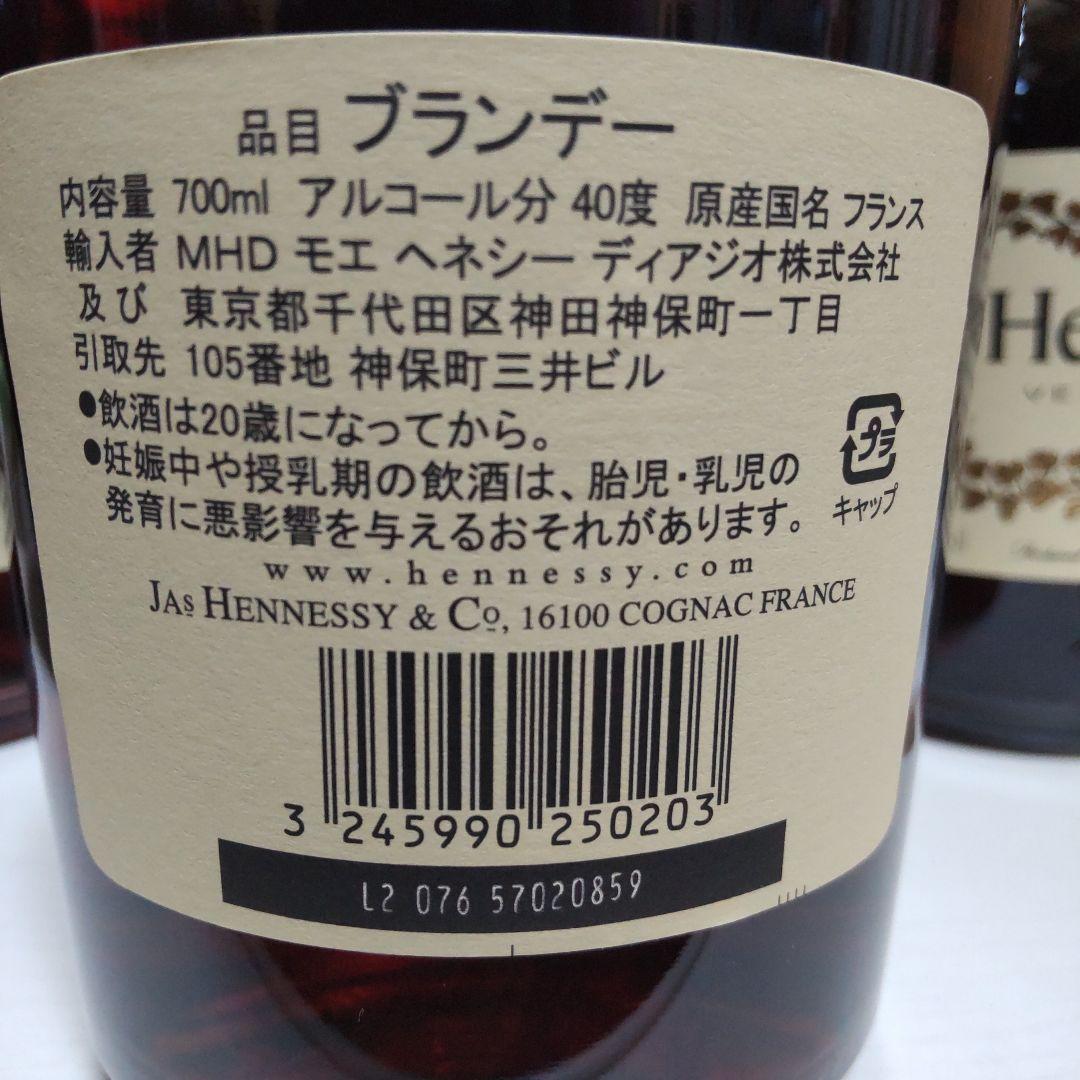 品目 ブランデー
内容量 700ml アルコール分 40度 原産国名 フランス
輸入者 MHD モエ ヘネシー ディアジオ株式会社
及び 東京都千代田区神田神保町一丁目
引取先 105番地 神保町三井ビル
●飲酒は20歳になってから。
●妊娠中や授乳期の飲酒は、胎児・乳児の
発育に悪影響を与えるおそれがあります。
プラ
キャップ
www.hennessy.com
JAS HENNESSY & Co, 16100 COGNAC FRANCE
3 245990 250203
L2 076 57020859
He
VE